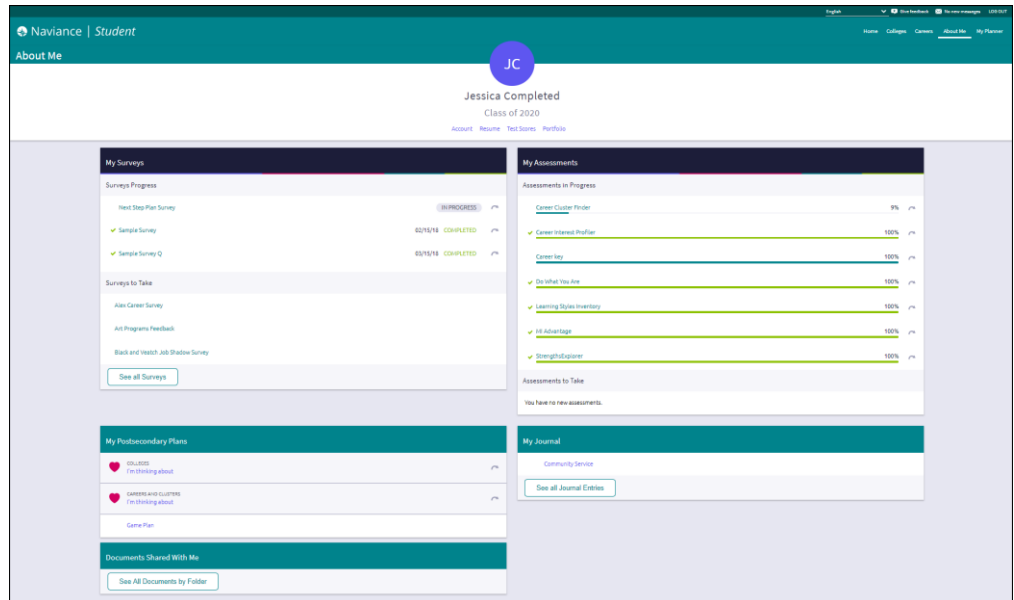 English
Give feedback
No new messages
LOG OUT
Naviance | Student
Home Colleges Careers About Me My Planner
About Me
JC
Jessica Completed
Class of 2020
Account Resume Test Scores Portfolio
My Surveys
Surveys Progress
Next Step Plan Survey IN PROGRESS
Sample Survey 02/15/18 COMPLETED
Sample Survey Q 03/15/18 COMPLETED
Surveys to Take
Alex Career Survey
Art Programs Feedback
Black and Veatch Job Shadow Survey
See all Surveys
My Assessments
Assessments in Progress
Career Cluster Finder 9%
Career Interest Profiler 100%
Career key 100%
Do What You Are 100%
Learning Styles Inventory 100%
MI Advantage 100%
StrengthsExplorer 100%
Assessments to Take
You have no new assessments.
My Postsecondary Plans
COLLEGES
I'm thinking about
CAREERS AND CLUSTERS
I'm thinking about
Game Plan
My Journal
Community Service
See all Journal Entries
Documents Shared With Me
See All Documents by Folder